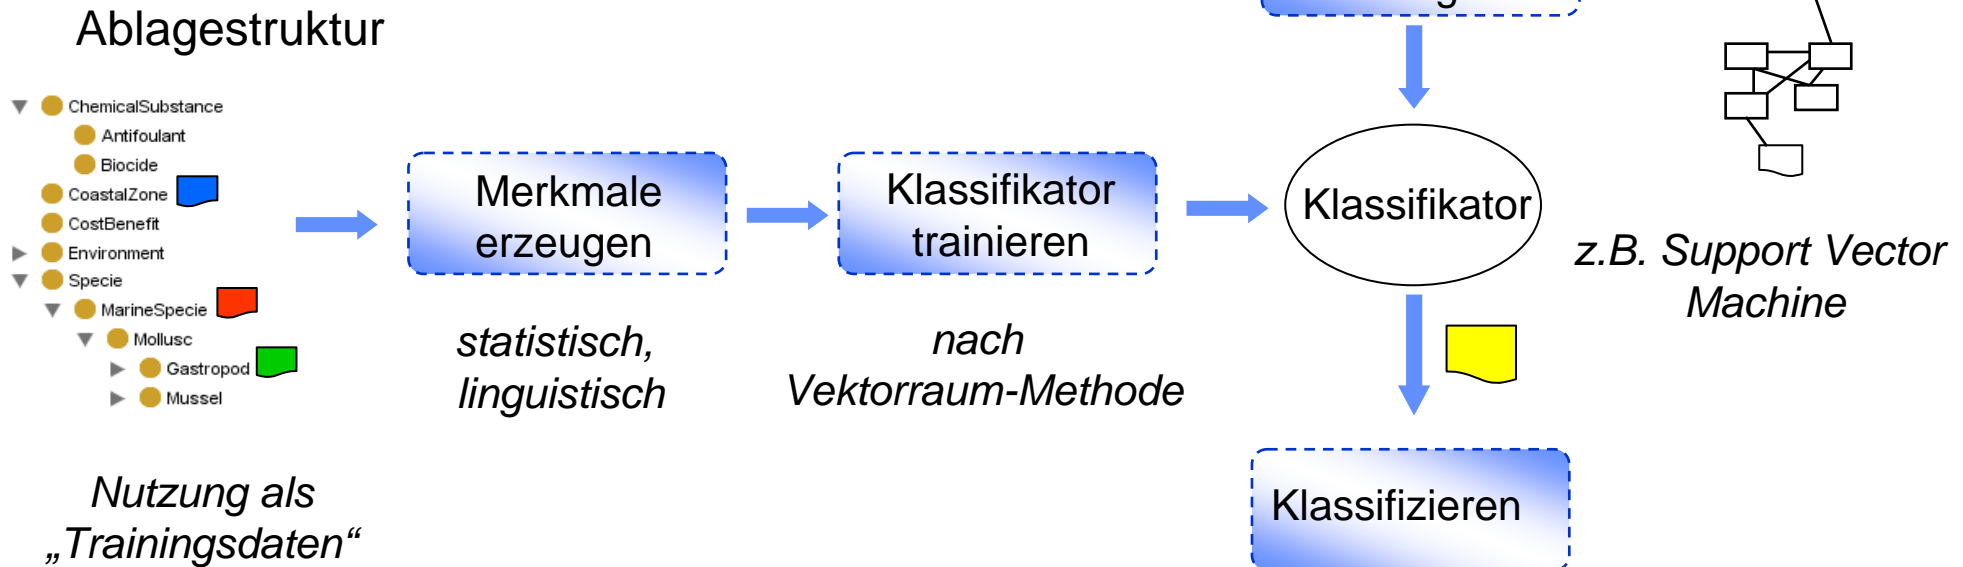 Ablagestruktur
ChemicalSubstance
Antifoulant
Biocide
CoastalZone
CostBenefit
Environment
Specie
MarineSpecie
Mollusc
Gastropod
Mussel
Nutzung als
„Trainingsdaten“
Merkmale
erzeugen
statistisch,
linguistisch
Klassifikator
trainieren
nach
Vektorraum-Methode
Klassifikator
z.B. Support Vector
Machine
Klassifizieren